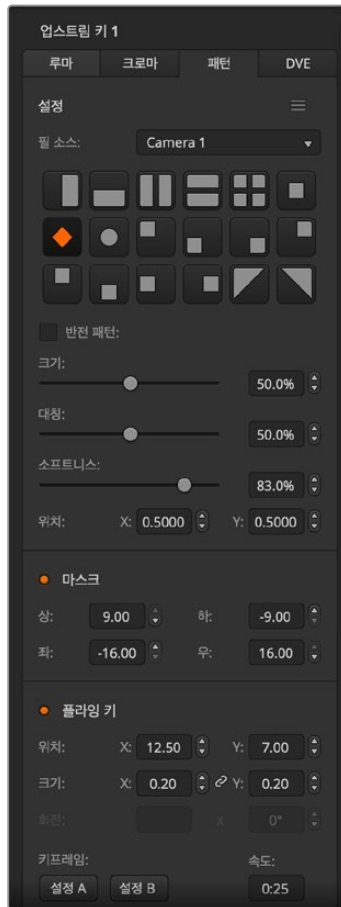 업스트림 키 1
루마 크로마 패턴 DVE
설정
필 소스: Camera 1
반전 패턴:
크기:
50.0%
대칭:
50.0%
소프트니스:
83.0%
위치: X: 0.5000 Y: 0.5000
마스크
상: 9.00 하: -9.00
좌: -16.00 우: 16.00
플라잉 키
위치: X: 12.50 Y: 7.00
크기: X: 0.20 Y: 0.20
회전: x 0°
키프레임: 속도:
설정 A 설정 B 0:25